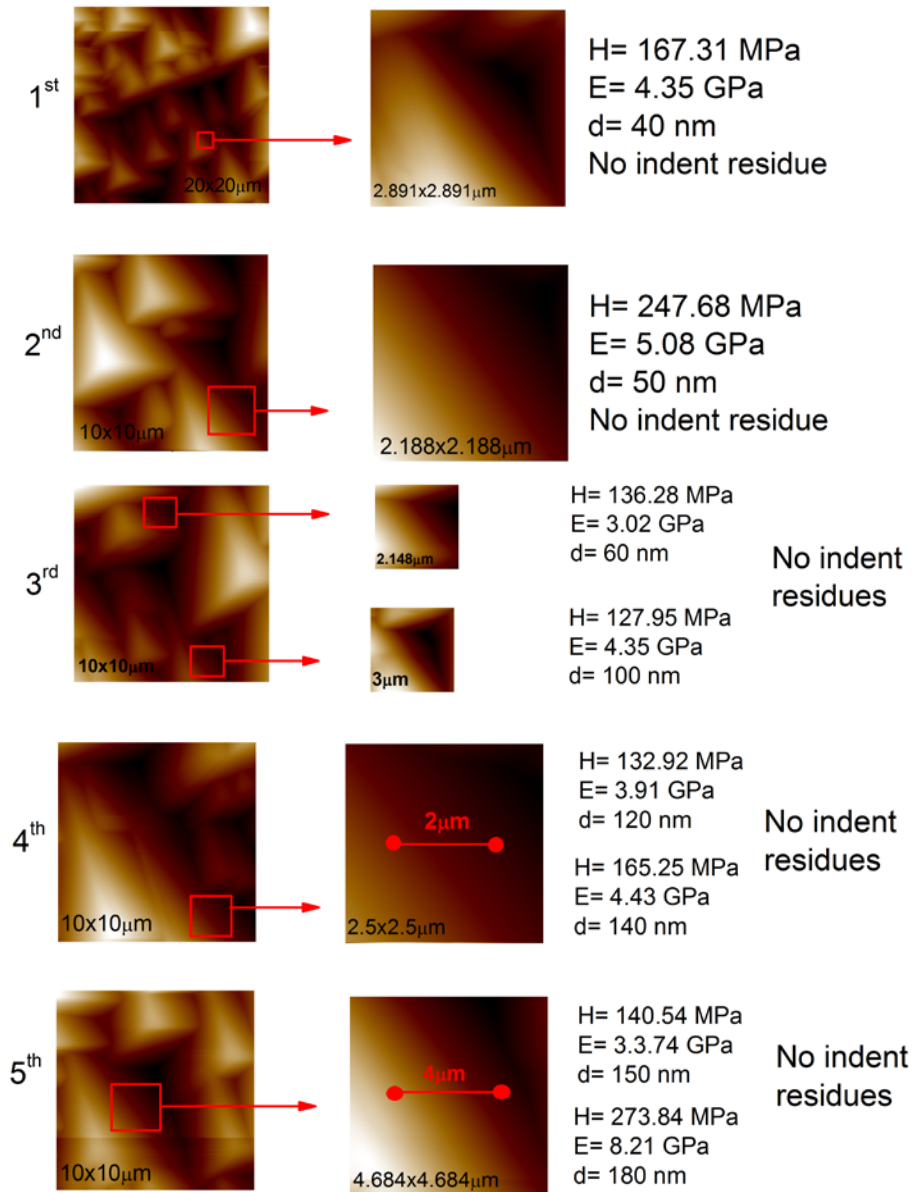 1st
20x20μm
2.891x2.891μm
H= 167.31 MPa
E= 4.35 GPa
d= 40 nm
No indent residue
2nd
10x10μm
2.188x2.188μm
H= 247.68 MPa
E= 5.08 GPa
d= 50 nm
No indent residue
3rd
10x10μm
2.148μm
H= 136.28 MPa
E= 3.02 GPa
d= 60 nm
3μm
H= 127.95 MPa
E= 4.35 GPa
d= 100 nm
No indent
residues
4th
10x10μm
2μm
2.5x2.5μm
H= 132.92 MPa
E= 3.91 GPa
d= 120 nm
H= 165.25 MPa
E= 4.43 GPa
d= 140 nm
No indent
residues
5th
10x10μm
4μm
4.684x4.684μm
H= 140.54 MPa
E= 3.3.74 GPa
d= 150 nm
H= 273.84 MPa
E= 8.21 GPa
d= 180 nm
No indent
residues